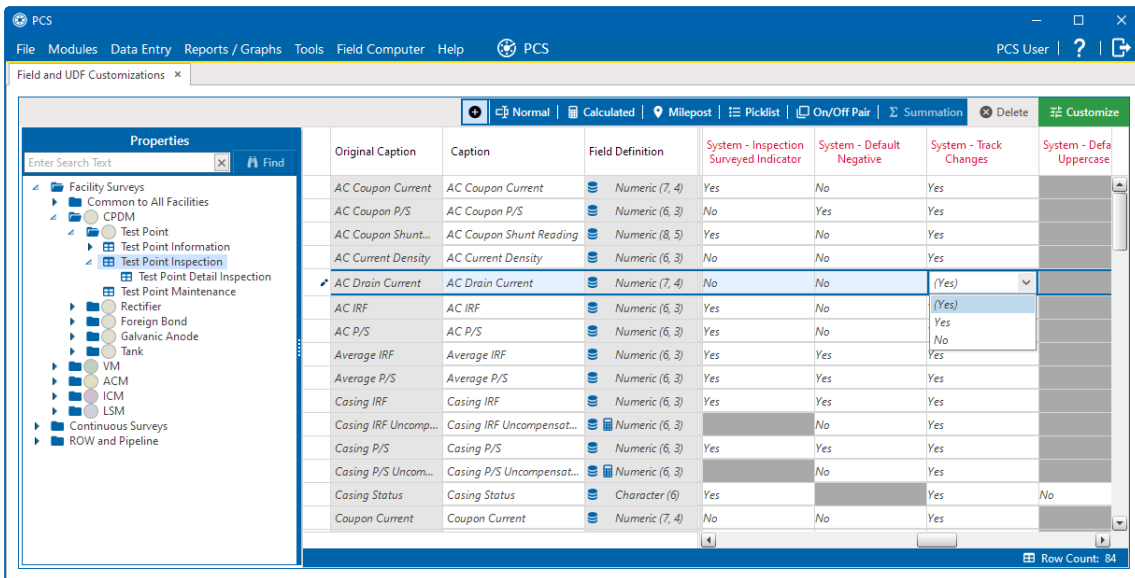 PCS
File Modules Data Entry Reports / Graphs Tools Field Computer Help PCS PCS User | ? |
Field and UDF Customizations ×
Normal | Calculated | Milepost | Picklist | On/Off Pair | Σ Summation Delete Customize
Properties
Enter Search Text × Find
Facility Surveys
Common to All Facilities
CPDM
Test Point
Test Point Information
Test Point Inspection
Test Point Detail Inspection
Test Point Maintenance
Rectifier
Foreign Bond
Galvanic Anode
Tank
VM
ACM
ICM
LSM
Continuous Surveys
ROW and Pipeline
Original Caption Caption Field Definition System - Inspection Surveyed Indicator System - Default Negative System - Track Changes System - Defa Uppercase
AC Coupon Current AC Coupon Current Numeric (7, 4) Yes No Yes
AC Coupon P/S AC Coupon P/S Numeric (6, 3) No Yes Yes
AC Coupon Shunt... AC Coupon Shunt Reading Numeric (8, 5) Yes No Yes
AC Current Density AC Current Density Numeric (6, 3) No No Yes
AC Drain Current AC Drain Current Numeric (7, 4) No No (Yes)
(Yes)
Yes
No
AC IRF AC IRF Numeric (6, 3) Yes No
AC P/S AC P/S Numeric (6, 3) Yes No
Average IRF Average IRF Numeric (6, 3) Yes Yes Yes
Average P/S Average P/S Numeric (6, 3) Yes Yes Yes
Casing IRF Casing IRF Numeric (6, 3) Yes Yes Yes
Casing IRF Uncomp... Casing IRF Uncompensat... Numeric (6, 3) No Yes
Casing P/S Casing P/S Numeric (6, 3) Yes Yes Yes
Casing P/S Uncom... Casing P/S Uncompensat... Numeric (6, 3) No Yes
Casing Status Casing Status Character (6) Yes Yes No
Coupon Current Coupon Current Numeric (7, 4) No No Yes
Row Count: 84